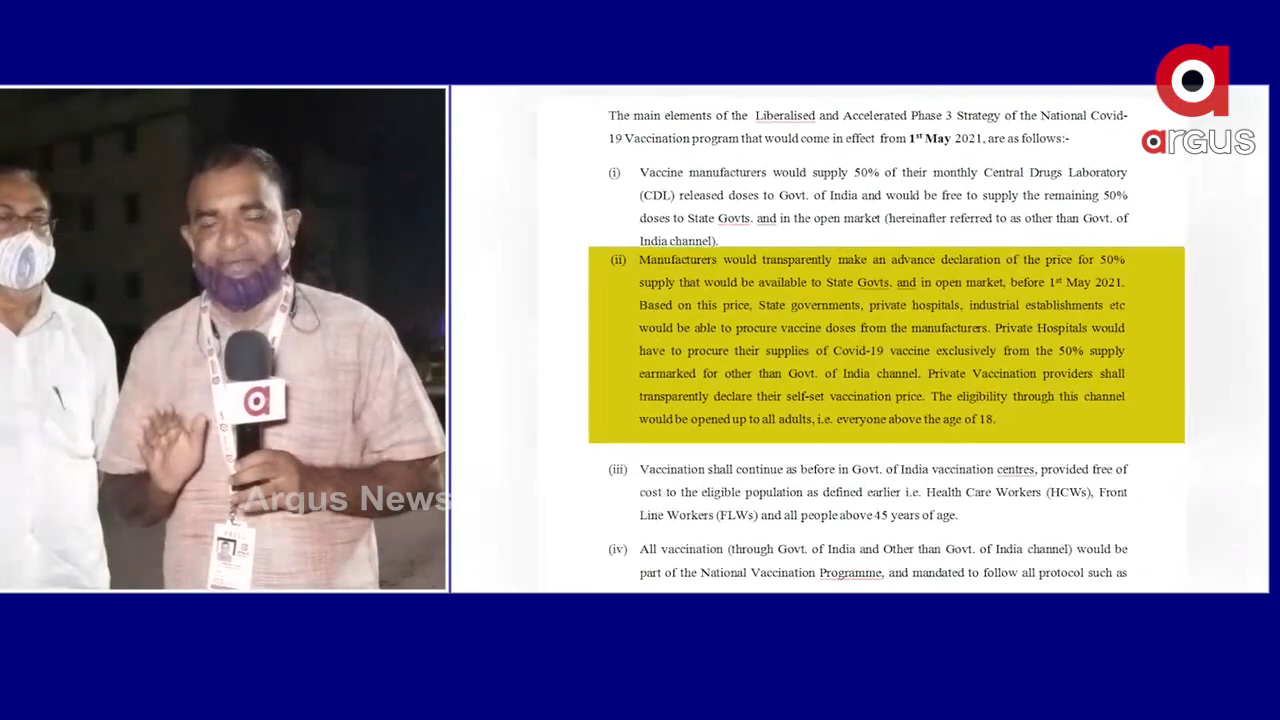 argus
The main elements of the Liberalised and Accelerated Phase 3 Strategy of the National Covid-
19 Vaccination program that would come in effect from 1st May 2021, are as follows:-
(i) Vaccine manufacturers would supply 50% of their monthly Central Drugs Laboratory
(CDL) released doses to Govt. of India and would be free to supply the remaining 50%
doses to State Govts. and in the open market (hereinafter referred to as other than Govt. of
India channel).
(ii) Manufacturers would transparently make an advance declaration of the price for 50%
supply that would be available to State Govts. and in open market, before 1st May 2021.
Based on this price, State governments, private hospitals, industrial establishments etc
would be able to procure vaccine doses from the manufacturers. Private Hospitals would
have to procure their supplies of Covid-19 vaccine exclusively from the 50% supply
earmarked for other than Govt. of India channel. Private Vaccination providers shall
transparently declare their self-set vaccination price. The eligibility through this channel
would be opened up to all adults, i.e. everyone above the age of 18.
(iii) Vaccination shall continue as before in Govt. of India vaccination centres, provided free of
cost to the eligible population as defined earlier i.e. Health Care Workers (HCWs), Front
Line Workers (FLWs) and all people above 45 years of age.
(iv) All vaccination (through Govt. of India and Other than Govt. of India channel) would be
part of the National Vaccination Programme, and mandated to follow all protocol such as
Argus News
PRESS